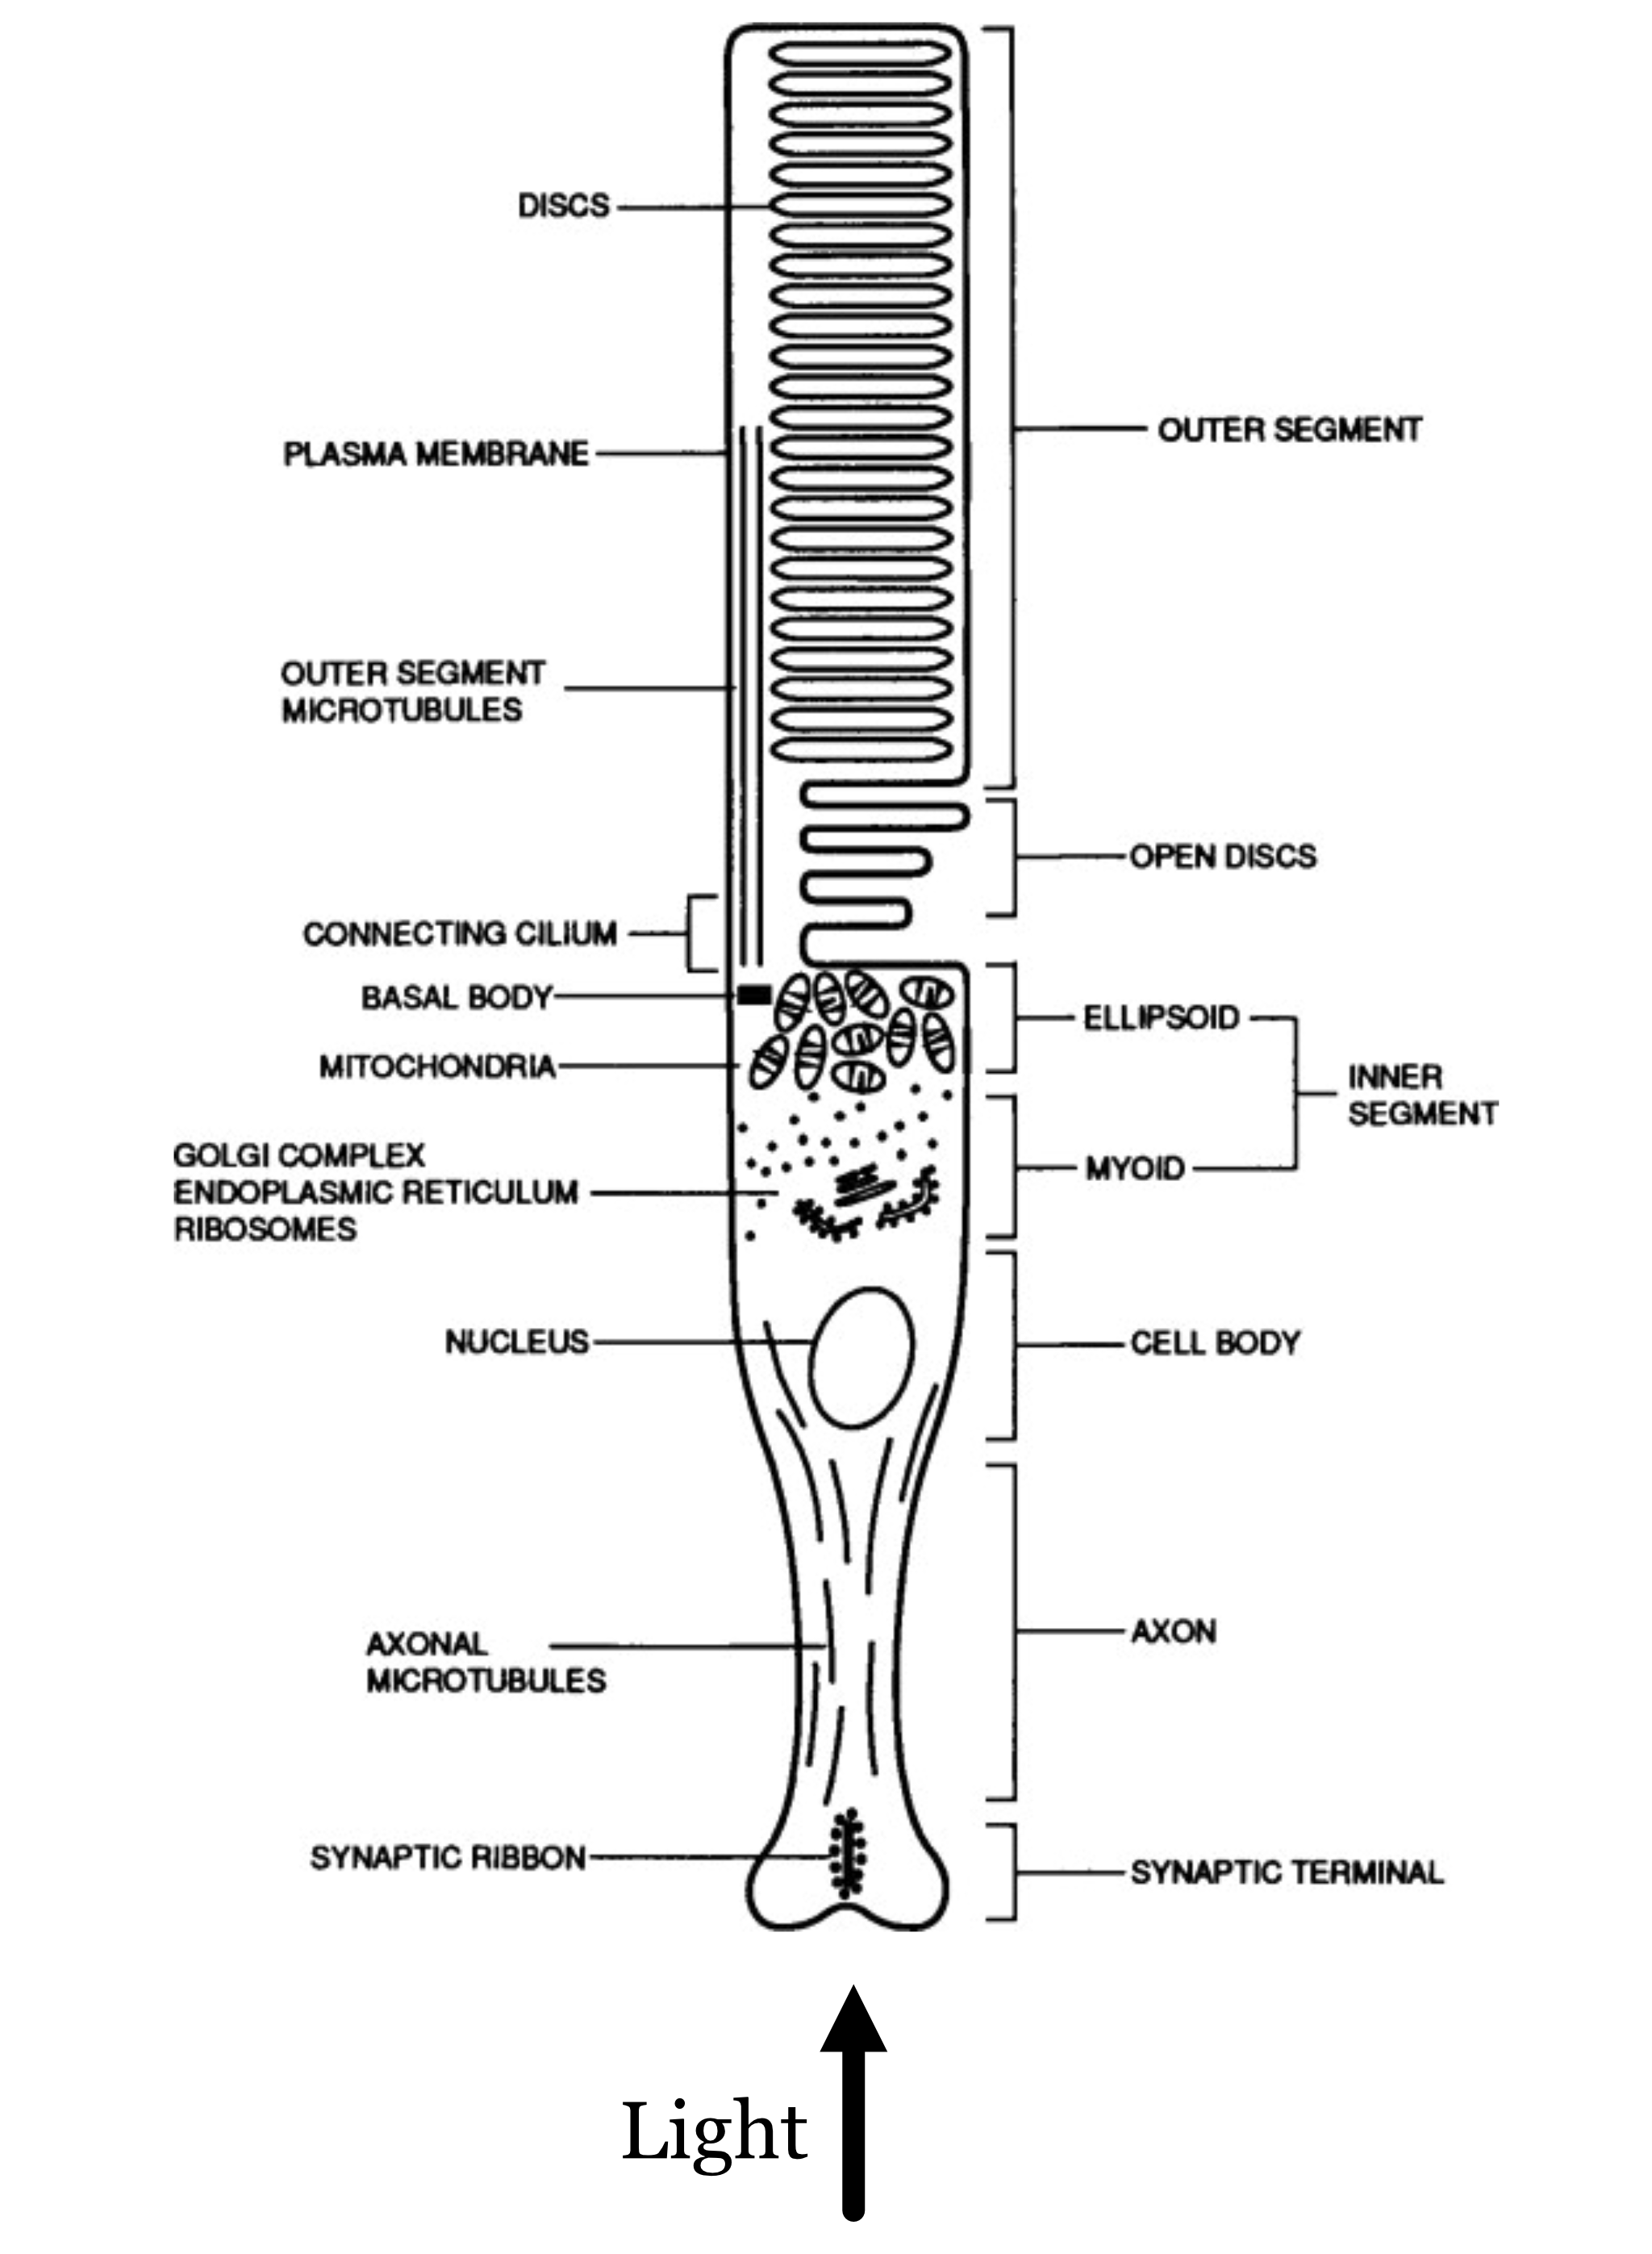 DISCS
OUTER SEGMENT
PLASMA MEMBRANE
OUTER SEGMENT
MICROTUBULES
OPEN DISCS
CONNECTING CILIUM
BASAL BODY
ELLIPSOID
MITOCHONDRIA
INNER
SEGMENT
GOLGI COMPLEX
ENDOPLASMIC RETICULUM
RIBOSOMES
MYOID
NUCLEUS
CELL BODY
AXON
AXONAL
MICROTUBULES
SYNAPTIC RIBBON
SYNAPTIC TERMINAL
Light